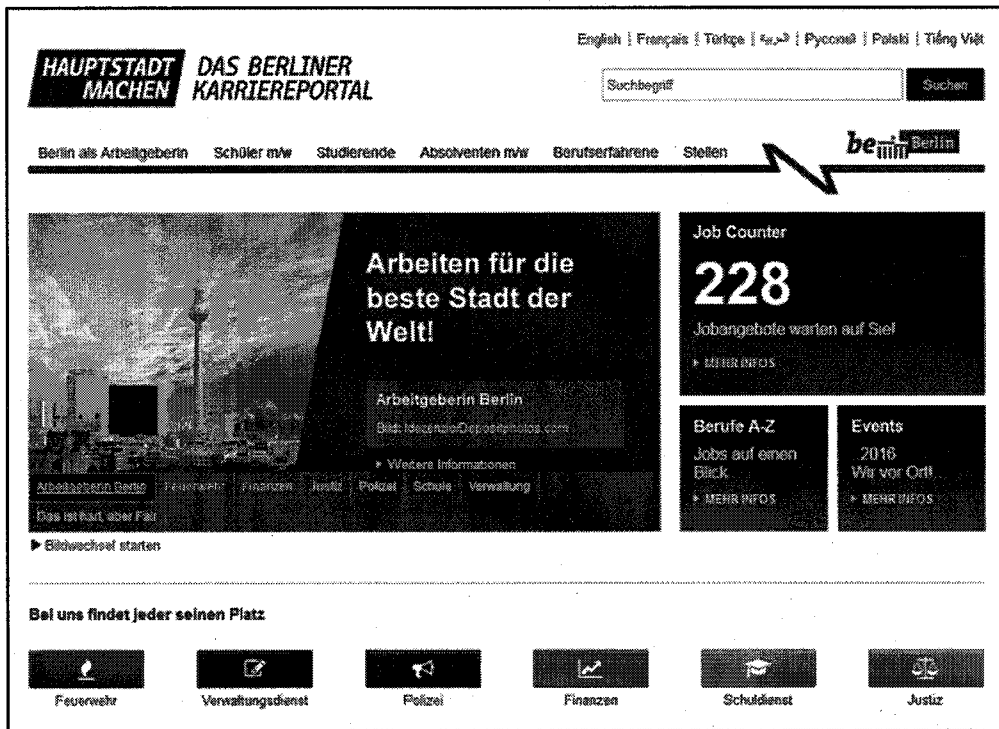 English | Français | Türkçe | العربية | Русский | Polski | Tiếng Việt
HAUPTSTADT MACHEN
DAS BERLINER KARRIEREPORTAL
Suchbegriff
Suchen
Berlin als Arbeitgeberin Schüler m/w Studierende Absolventen m/w Berufserfahrene Stellen
be Berlin
Arbeiten für die
beste Stadt der
Welt!
Arbeitgeberin Berlin
Bild: /Depositphotos.com
Weitere Informationen
Arbeitgeberin Berlin Feuerwehr Finanzen Justiz Polizei Schule Verwaltung
Das ist hart, aber Fair
Bildwechsel starten
Job Counter
228
Jobangebote warten auf Sie!
MEHR INFOS
Berufe A-Z
Jobs auf einen
Blick
MEHR INFOS
Events
2016
Wir vor Ort!
MEHR INFOS
Bei uns findet jeder seinen Platz
Feuerwehr Verwaltungsdienst Polizei Finanzen Schuldienst Justiz